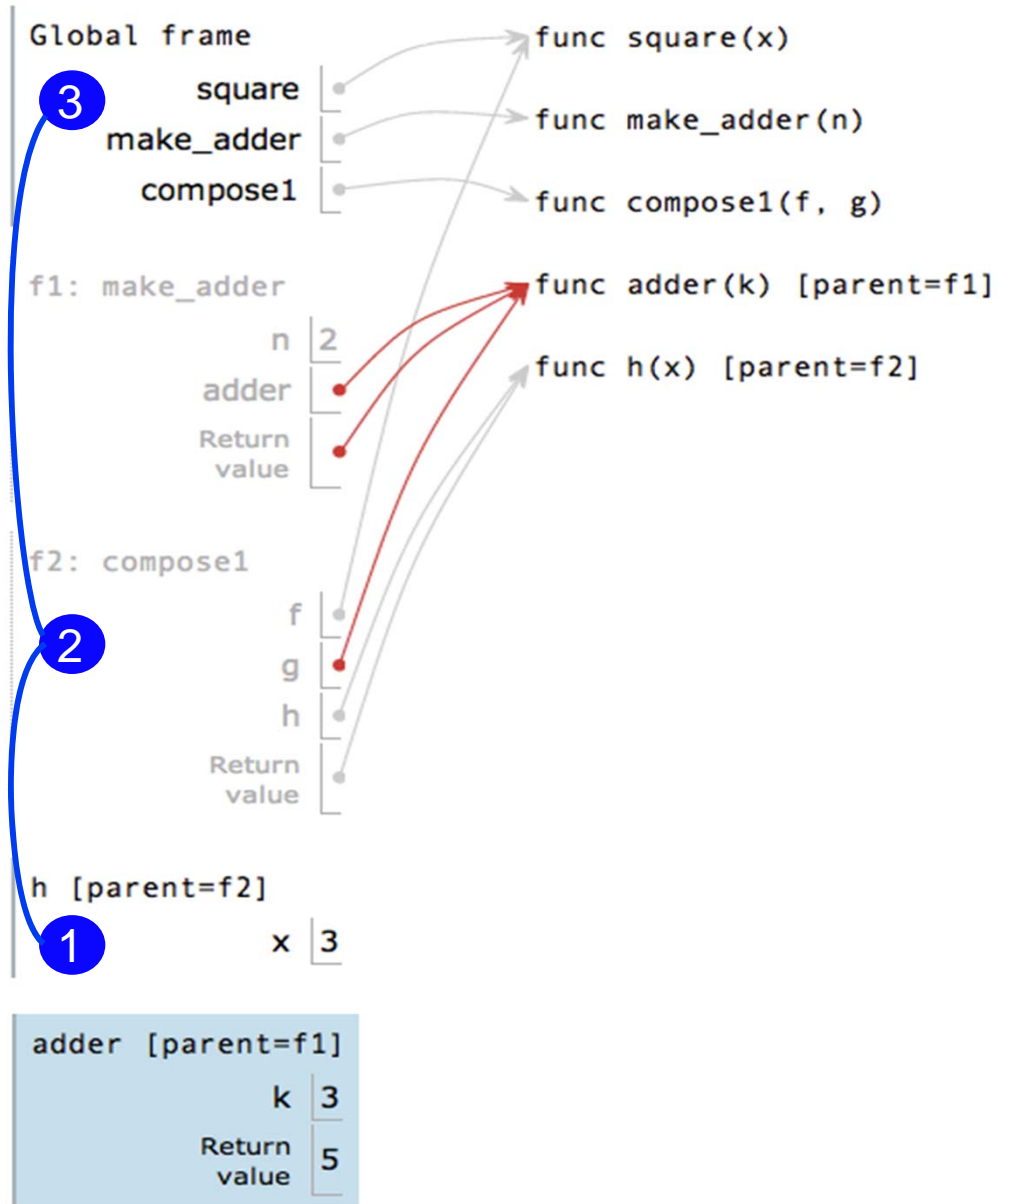 Global frame
func square(x)
3
square
func make_adder(n)
make_adder
compose1
func compose1(f, g)
f1: make_adder
func adder(k) [parent=f1]
n 2
func h(x) [parent=f2]
adder
Return
value
f2: compose1
f
2
g
h
Return
value
h [parent=f2]
1
x 3
adder [parent=f1]
k 3
Return
value
5